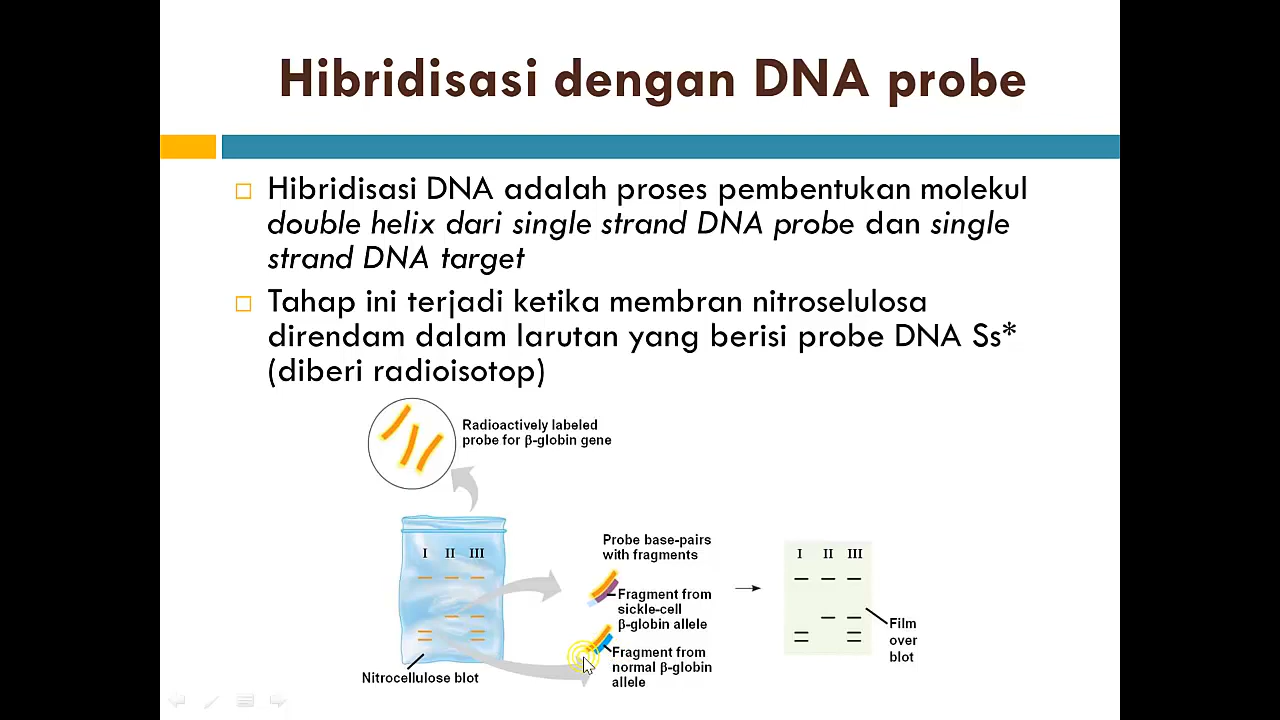 Hibridisasi dengan DNA probe
Hibridisasi DNA adalah proses pembentukan molekul
double helix dari single strand DNA probe dan single
strand DNA target
Tahap ini terjadi ketika membran nitroselulosa
direndam dalam larutan yang berisi probe DNA Ss*
(diberi radioisotop)
Radioactively labeled
probe for β-globin gene
I II III
Nitrocellulose blot
Probe base-pairs
with fragments
Fragment from
sickle-cell
β-globin allele
Fragment from
normal β-globin
allele
I II III
Film
over
blot